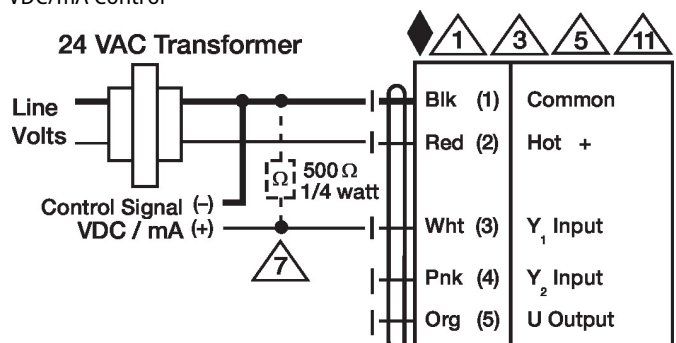 VDC/mA Control
24 VAC Transformer
1 3 5 11
Line
Volts
Blk (1) Common
Red (2) Hot +
Ω 500 Ω
1/4 watt
Control Signal (–)
VDC / mA (+)
Wht (3) Y₁ Input
7
Pnk (4) Y₂ Input
Org (5) U Output